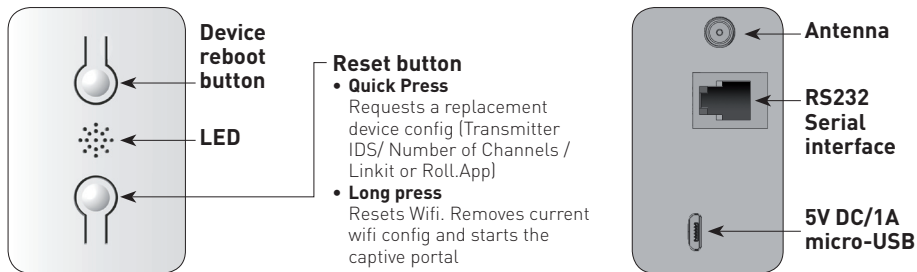 Device
reboot
button
LED
Reset button
• Quick Press
Requests a replacement
device config (Transmitter
IDS/ Number of Channels /
Linkit or Roll.App)
• Long press
Resets Wifi. Removes current
wifi config and starts the
captive portal
Antenna
RS232
Serial
interface
5V DC/1A
micro-USB